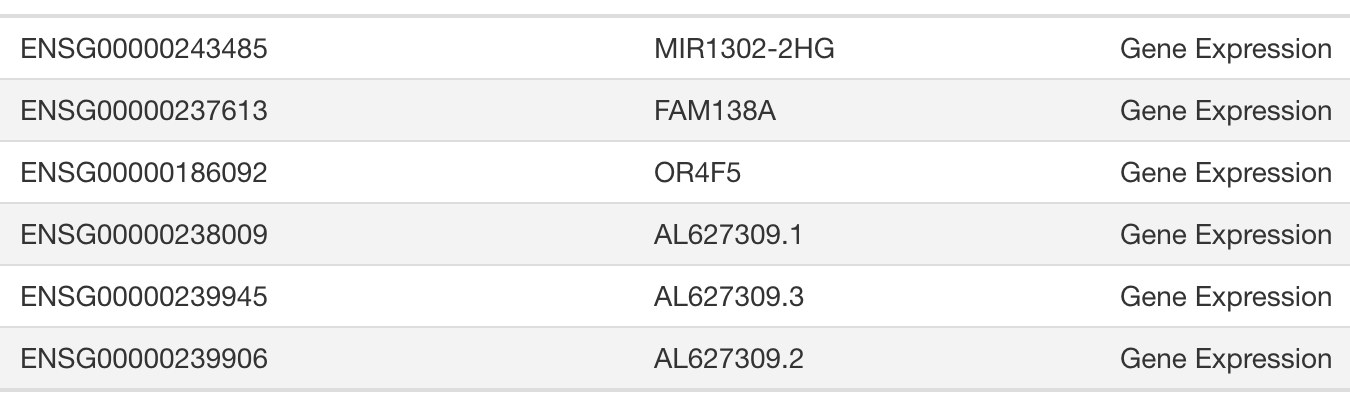 ENSG00000243485 MIR1302-2HG Gene Expression
ENSG00000237613 FAM138A Gene Expression
ENSG00000186092 OR4F5 Gene Expression
ENSG00000238009 AL627309.1 Gene Expression
ENSG00000239945 AL627309.3 Gene Expression
ENSG00000239906 AL627309.2 Gene Expression